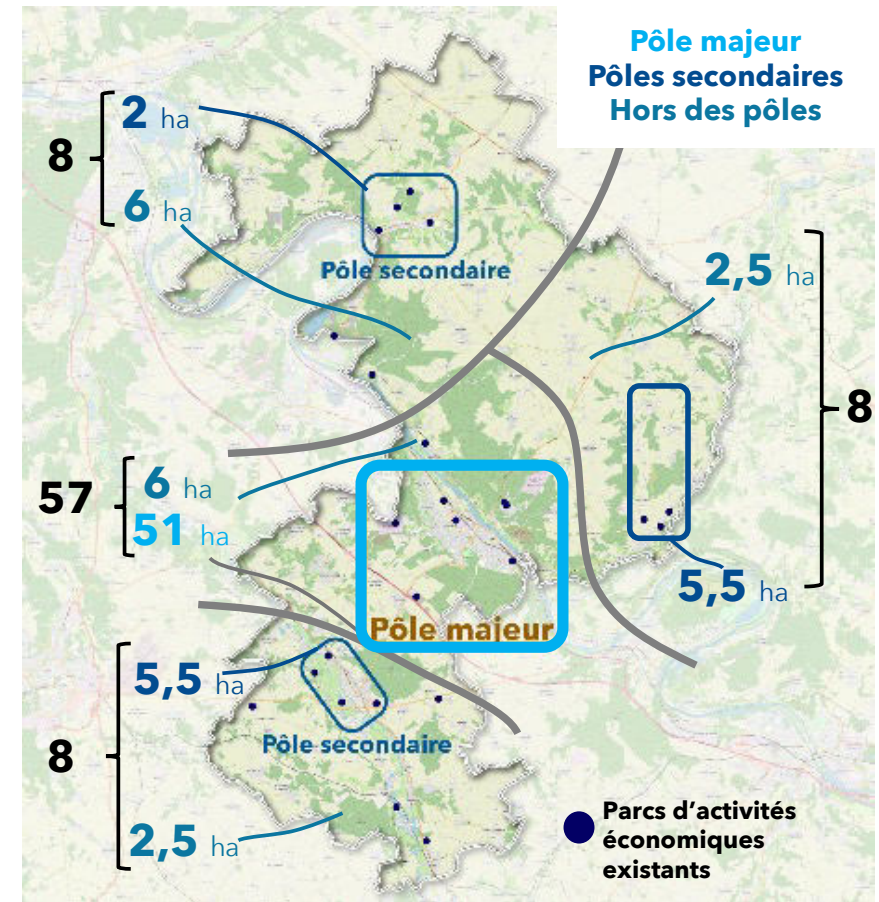 Pôle majeur
Pôles secondaires
Hors des pôles
2 ha
8
6 ha
Pôle secondaire
2,5 ha
8
57
6 ha
51 ha
5,5 ha
Pôle majeur
5,5 ha
Pôle secondaire
8
2,5 ha
Parcs d’activités
économiques
existants